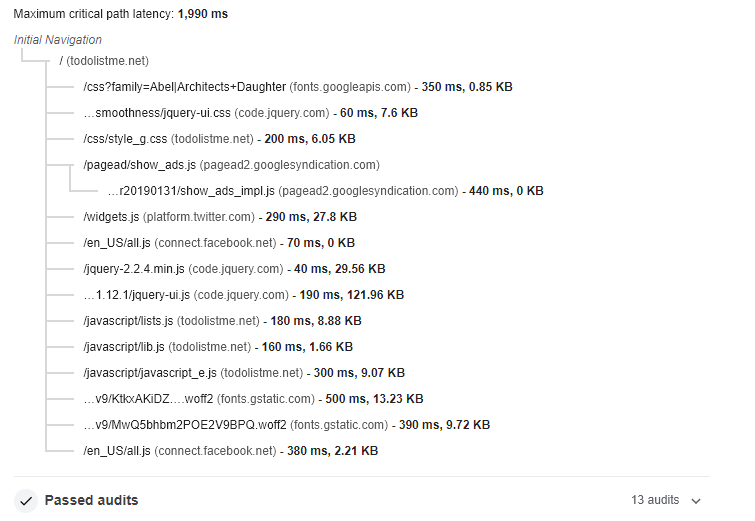 Maximum critical path latency: 1,990 ms
Initial Navigation
/ (todolistme.net)
/css?family=Abel|Architects+Daughter (fonts.googleapis.com) - 350 ms, 0.85 KB
…smoothness/jquery-ui.css (code.jquery.com) - 60 ms, 7.6 KB
/css/style_g.css (todolistme.net) - 200 ms, 6.05 KB
/pagead/show_ads.js (pagead2.googlesyndication.com)
…r20190131/show_ads_impl.js (pagead2.googlesyndication.com) - 440 ms, 0 KB
/widgets.js (platform.twitter.com) - 290 ms, 27.8 KB
/en_US/all.js (connect.facebook.net) - 70 ms, 0 KB
/jquery-2.2.4.min.js (code.jquery.com) - 40 ms, 29.56 KB
…1.12.1/jquery-ui.js (code.jquery.com) - 190 ms, 121.96 KB
/javascript/lists.js (todolistme.net) - 180 ms, 8.88 KB
/javascript/lib.js (todolistme.net) - 160 ms, 1.66 KB
/javascript/javascript_e.js (todolistme.net) - 300 ms, 9.07 KB
…v9/KtkxAKiDZ….woff2 (fonts.gstatic.com) - 500 ms, 13.23 KB
…v9/MwQ5bhbm2POE2V9BPQ.woff2 (fonts.gstatic.com) - 390 ms, 9.72 KB
/en_US/all.js (connect.facebook.net) - 380 ms, 2.21 KB
Passed audits 13 audits